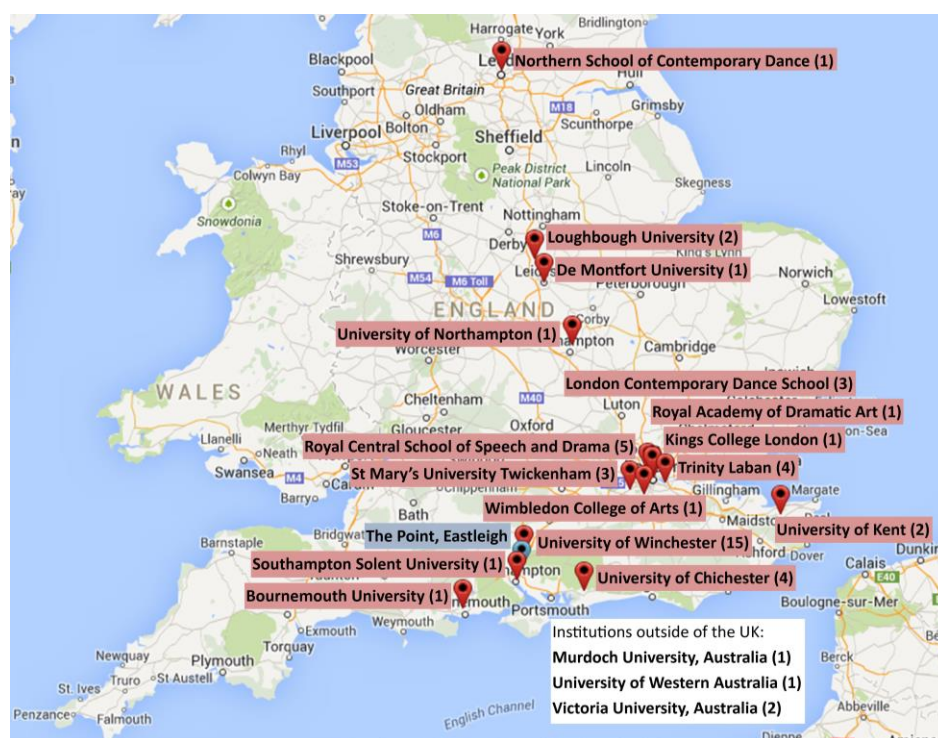 Harrogate
York
Bridlington
Northern School of Contemporary Dance (1)
Blackpool
Great Britain
Hull
Southport
Oldham
M18
Grimsby
Bolton
Scunthorpe
Liverpool
Sheffield
Stockport
M53
Rhyl
Colwyn Bay
Peak District
National Park
Lincoln
Skegness
Stoke-on-Trent
Snowdonia
Nottingham
M6
Derby
Loughbough University (2)
King's Lynn
Shrewsbury
De Montfort University (1)
Norwich
M54
M6 Toll
Peterborough
Lowestoft
ENGLAND
Corby
University of Northampton (1)
Worcester
Cambridge
WALES
London Contemporary Dance School (3)
M40
Cheltenham
Luton
Royal Academy of Dramatic Art (1)
Merthyr Tydfil
Gloucester
Oxford
Llanelli
Neath
Royal Central School of Speech and Drama (5)
Kings College London (1)
Swansea
M4
St Mary's University Twickenham (3)
Trinity Laban (4)
Barry
Chippenham
Gillingham
Margate
Bath
Wimbledon College of Arts (1)
Maidstone
University of Kent (2)
Barnstaple
The Point, Eastleigh
University of Winchester (15)
Ashford
Dover
Calais
Southampton Solent University (1)
University of Chichester (4)
E40
Bournemouth University (1)
Portsmouth
Boulogne-sur-Mer
Exmouth
Weymouth
Institutions outside of the UK:
Newquay
Torquay
Murdoch University, Australia (1)
Plymouth
Berck
Truro
St Austell
University of Western Australia (1)
St. Ives
Victoria University, Australia (2)
Penzance
Falmouth
English Channel
Abbeville
Dieppe